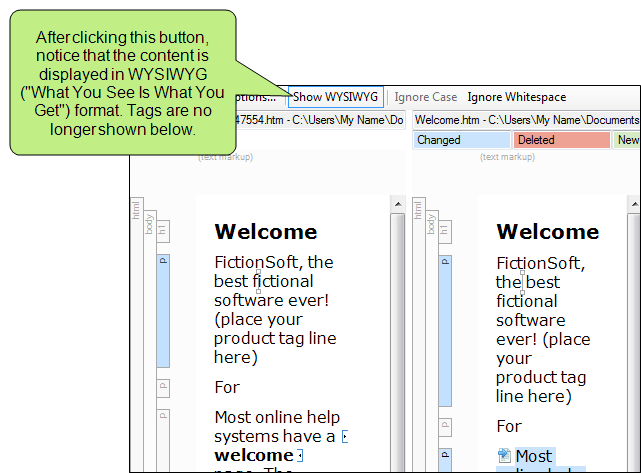 After clicking this button,
notice that the content is
displayed in WYSIWYG
("What You See Is What You
Get") format. Tags are no
longer shown below.
ptions... Show WYSIWYG Ignore Case Ignore Whitespace
47554.htm - C:\Users\My Name\Do
Welcome.htm - C:\Users\My Name\Documents
Changed Deleted New
(text markup)
(text markup)
html
body
h1
p
p
p
Welcome
FictionSoft, the
best fictional
software ever!
(place your
product tag line
here)
For
Most online help
systems have a
welcome
page. The
html
body
h1
p
p
p
Welcome
FictionSoft,
the best
fictional
software
ever! (place
your
product tag
line here)
For
Most